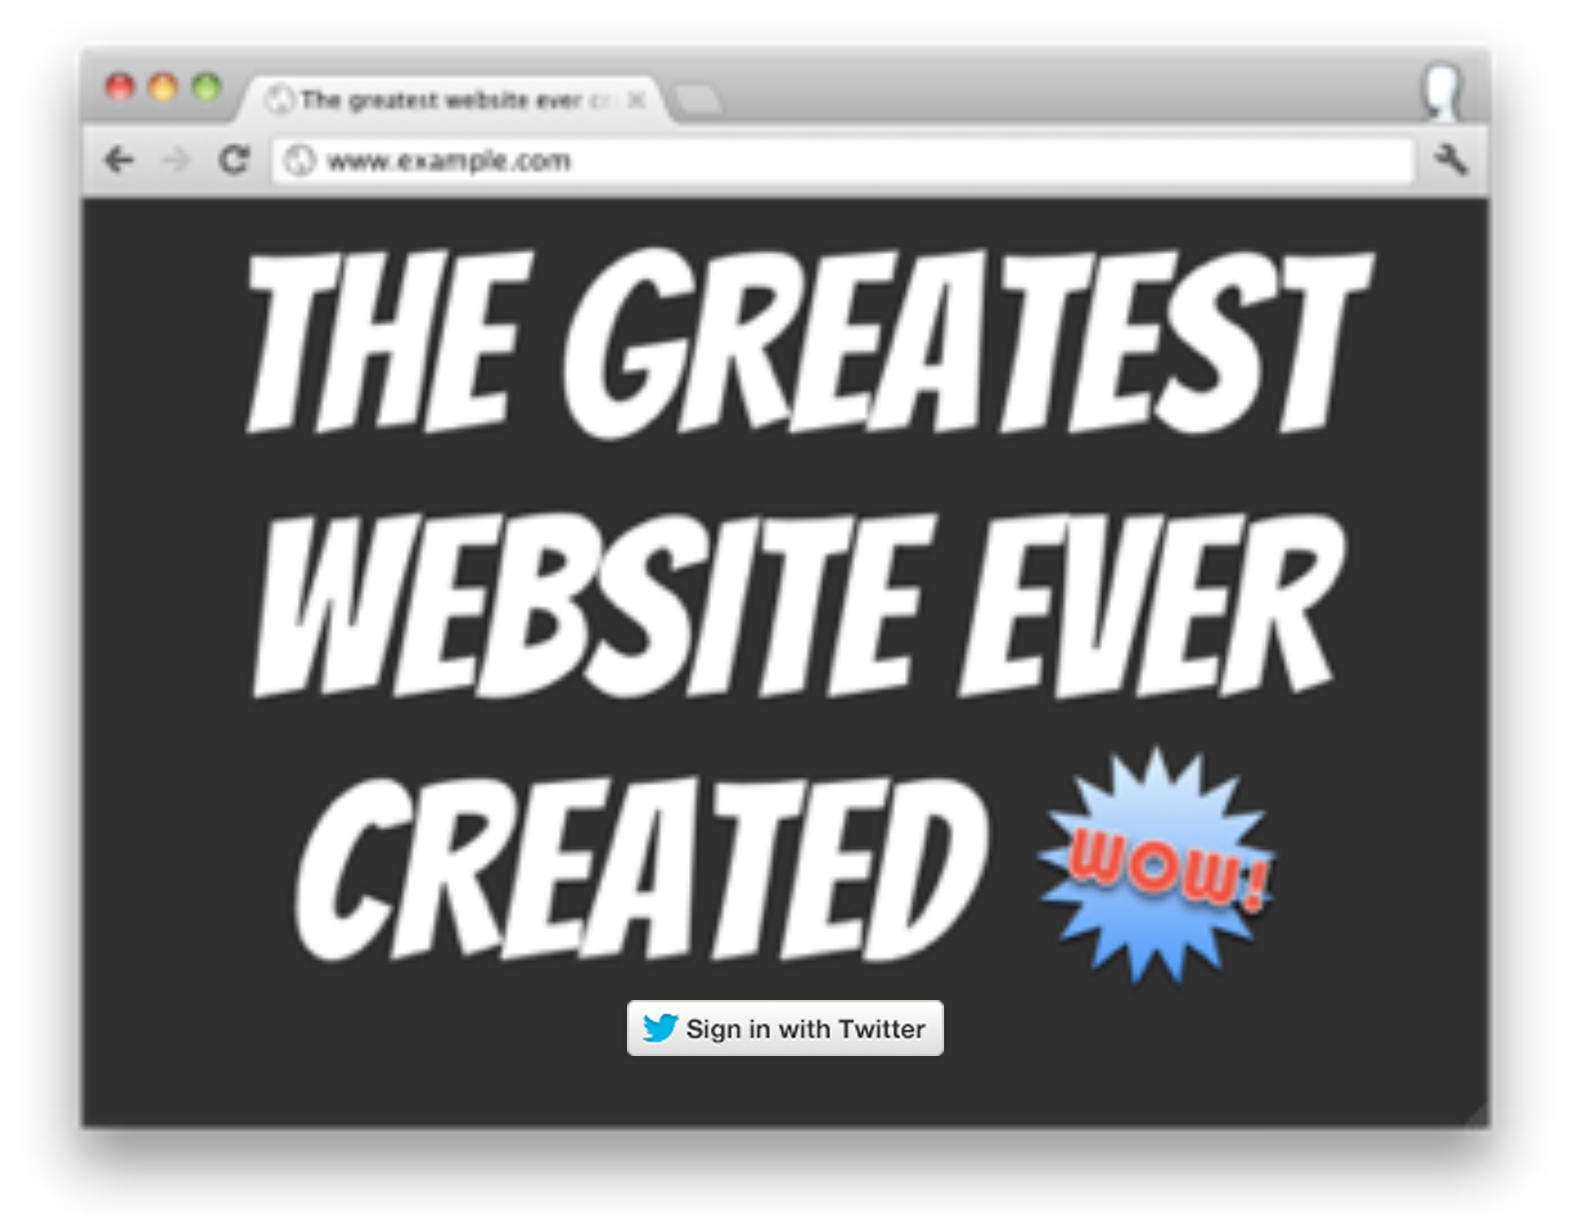 The greatest website ever cr
www.example.com
THE GREATEST
WEBSITE EVER
CREATED
WOW!
Sign in with Twitter